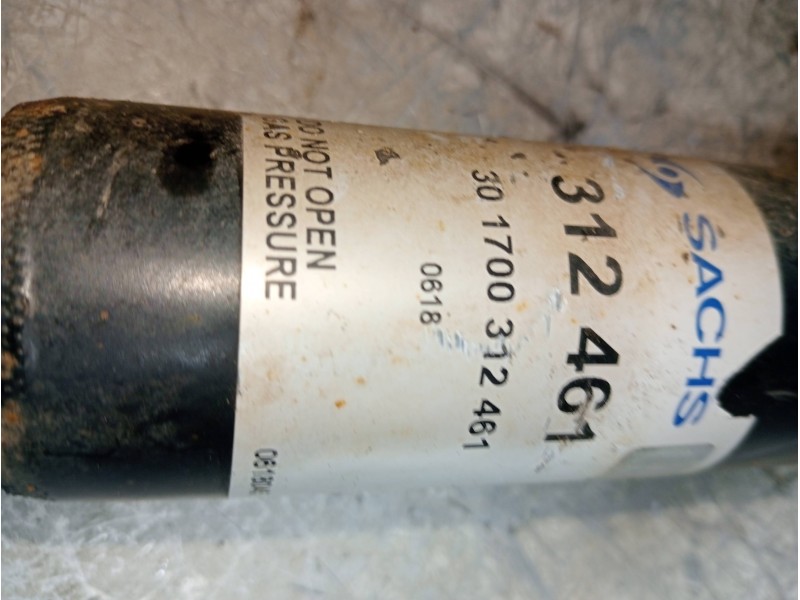 SACHS
312 461
30 1700 312 461
0618
DO NOT OPEN
GAS PRESSURE